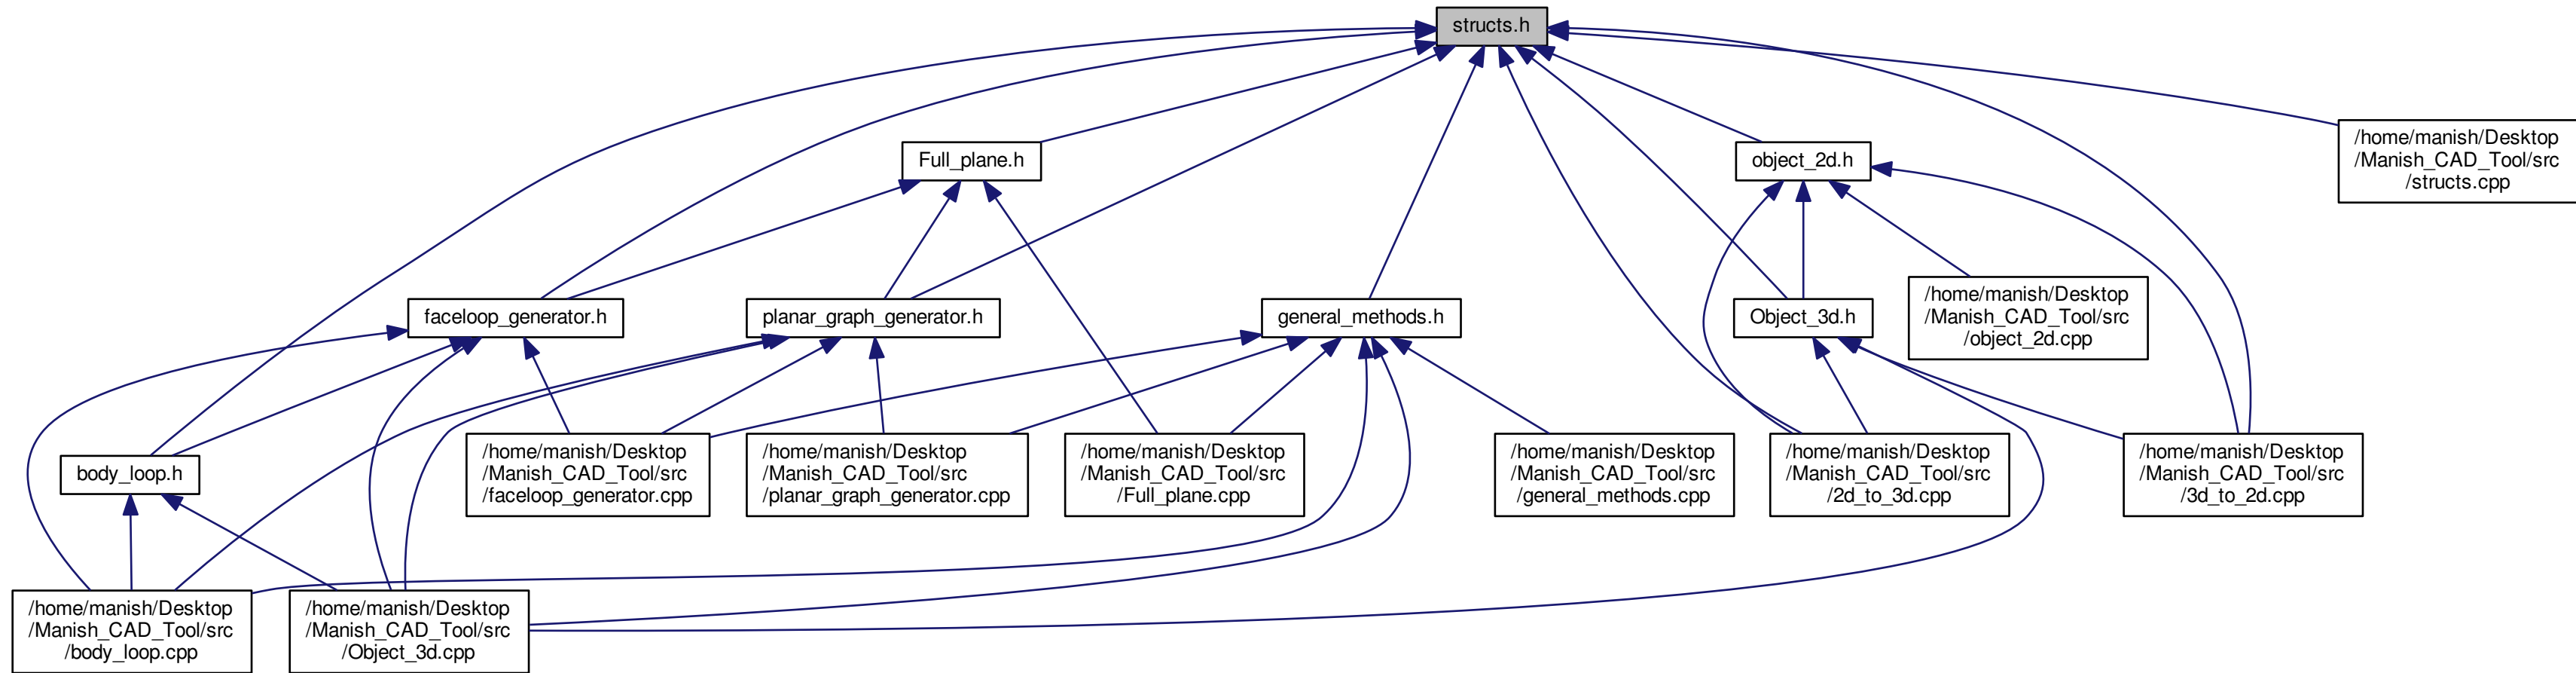 structs.h
/home/manish/Desktop
/Manish_CAD_Tool/src
/structs.cpp
Full_plane.h
object_2d.h
/home/manish/Desktop
/Manish_CAD_Tool/src
/object_2d.cpp
faceloop_generator.h
planar_graph_generator.h
general_methods.h
Object_3d.h
body_loop.h
/home/manish/Desktop
/Manish_CAD_Tool/src
/faceloop_generator.cpp
/home/manish/Desktop
/Manish_CAD_Tool/src
/planar_graph_generator.cpp
/home/manish/Desktop
/Manish_CAD_Tool/src
/Full_plane.cpp
/home/manish/Desktop
/Manish_CAD_Tool/src
/general_methods.cpp
/home/manish/Desktop
/Manish_CAD_Tool/src
/2d_to_3d.cpp
/home/manish/Desktop
/Manish_CAD_Tool/src
/3d_to_2d.cpp
/home/manish/Desktop
/Manish_CAD_Tool/src
/body_loop.cpp
/home/manish/Desktop
/Manish_CAD_Tool/src
/Object_3d.cpp